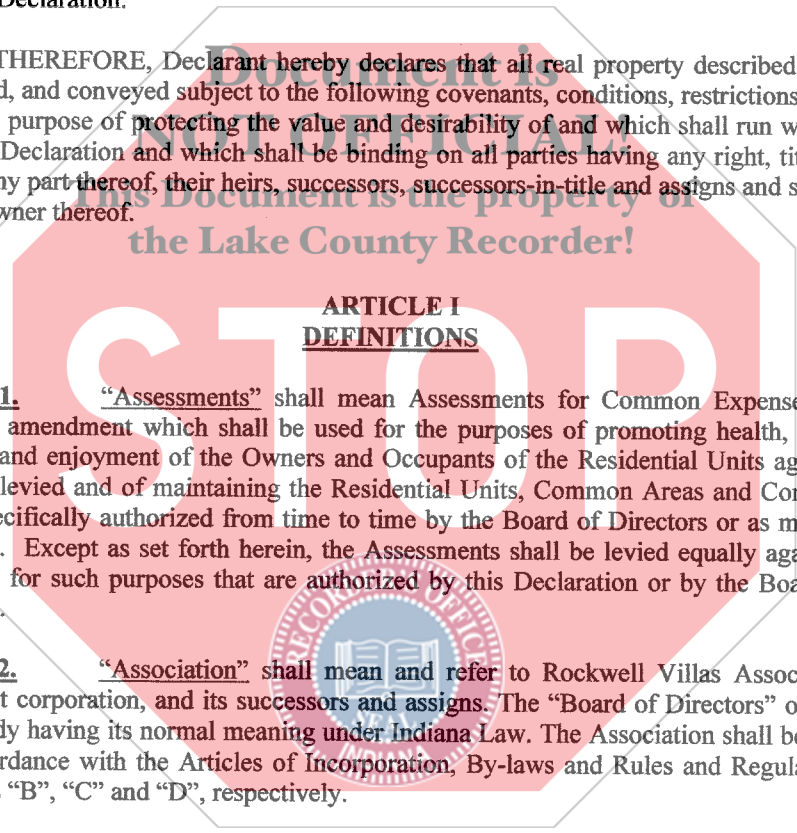 Declaration.
THEREFORE, Declarant hereby declares that all real property described
d, and conveyed subject to the following covenants, conditions, restrictions
purpose of protecting the value and desirability of and which shall run w
Declaration and which shall be binding on all parties having any right, tit
ny part thereof, their heirs, successors, successors-in-title and assigns and s
wner thereof.
Document is
NOT OFFICIAL!
This Document is the property of
the Lake County Recorder!
STOP
ARTICLE I
DEFINITIONS
1. “Assessments” shall mean Assessments for Common Expense
amendment which shall be used for the purposes of promoting health,
and enjoyment of the Owners and Occupants of the Residential Units ag
levied and of maintaining the Residential Units, Common Areas and Co
ecifically authorized from time to time by the Board of Directors or as m
. Except as set forth herein, the Assessments shall be levied equally aga
for such purposes that are authorized by this Declaration or by the Boa
.
2. “Association” shall mean and refer to Rockwell Villas Assoc
t corporation, and its successors and assigns. The “Board of Directors” o
dy having its normal meaning under Indiana Law. The Association shall be
ordance with the Articles of Incorporation, By-laws and Rules and Regula
“B”, “C” and “D”, respectively.
RECORDER'S OFFICE
SEAL
INDIANA